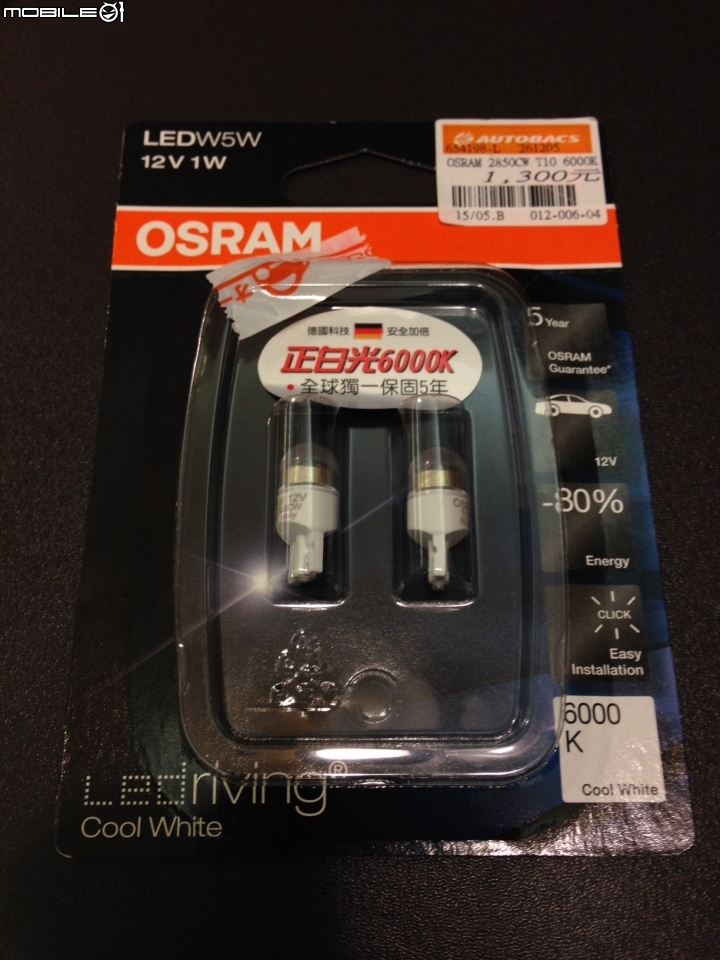 MOBILE01
LEDW5W
12V 1W
AUTOBACS
654198-L 261205
OSRAM 2850CW T10 6000K
1,300元
15/05.B 012-006-04
OSRAM
德國科技 安全加倍
正白光6000K
•全球獨一保固5年
5 Year
OSRAM
Guarantee*
12V
-80%
Energy
CLICK
Easy
Installation
12V
6000
K
Cool White
LEDriving®
Cool White